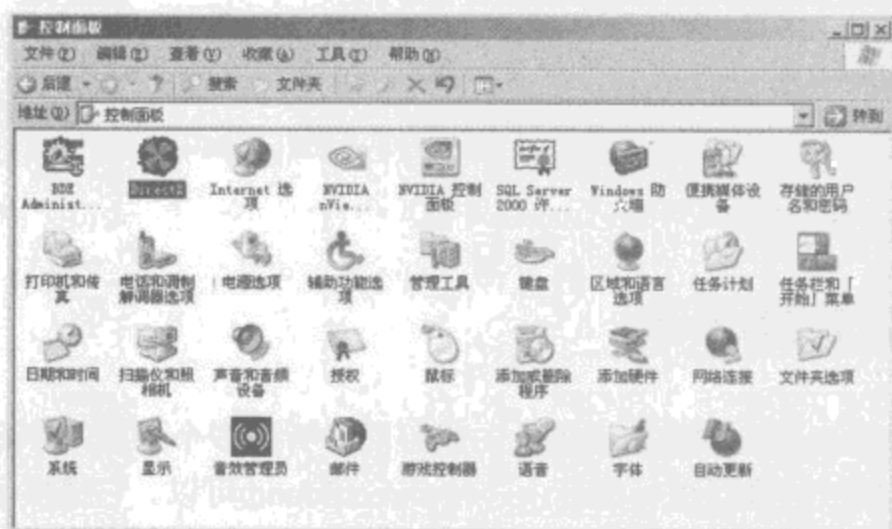 控制面板
文件(F) 编辑(E) 查看(V) 收藏(A) 工具(T) 帮助(H)
后退 搜索 文件夹
地址(D) 控制面板 转到
BDE Administ...
DirectX
Internet 选项
NVIDIA nVie...
NVIDIA 控制面板
SQL Server 2000 许...
Windows 防火墙
便携媒体设备
存储的用户名和密码
打印机和传真
电话和调制解调器选项
电源选项
辅助功能选项
管理工具
键盘
区域和语言选项
任务计划
任务栏和「开始」菜单
日期和时间
扫描仪和照相机
声音和音频设备
授权
鼠标
添加或删除程序
添加硬件
网络连接
文件夹选项
系统
显示
音效管理员
邮件
游戏控制器
语音
字体
自动更新